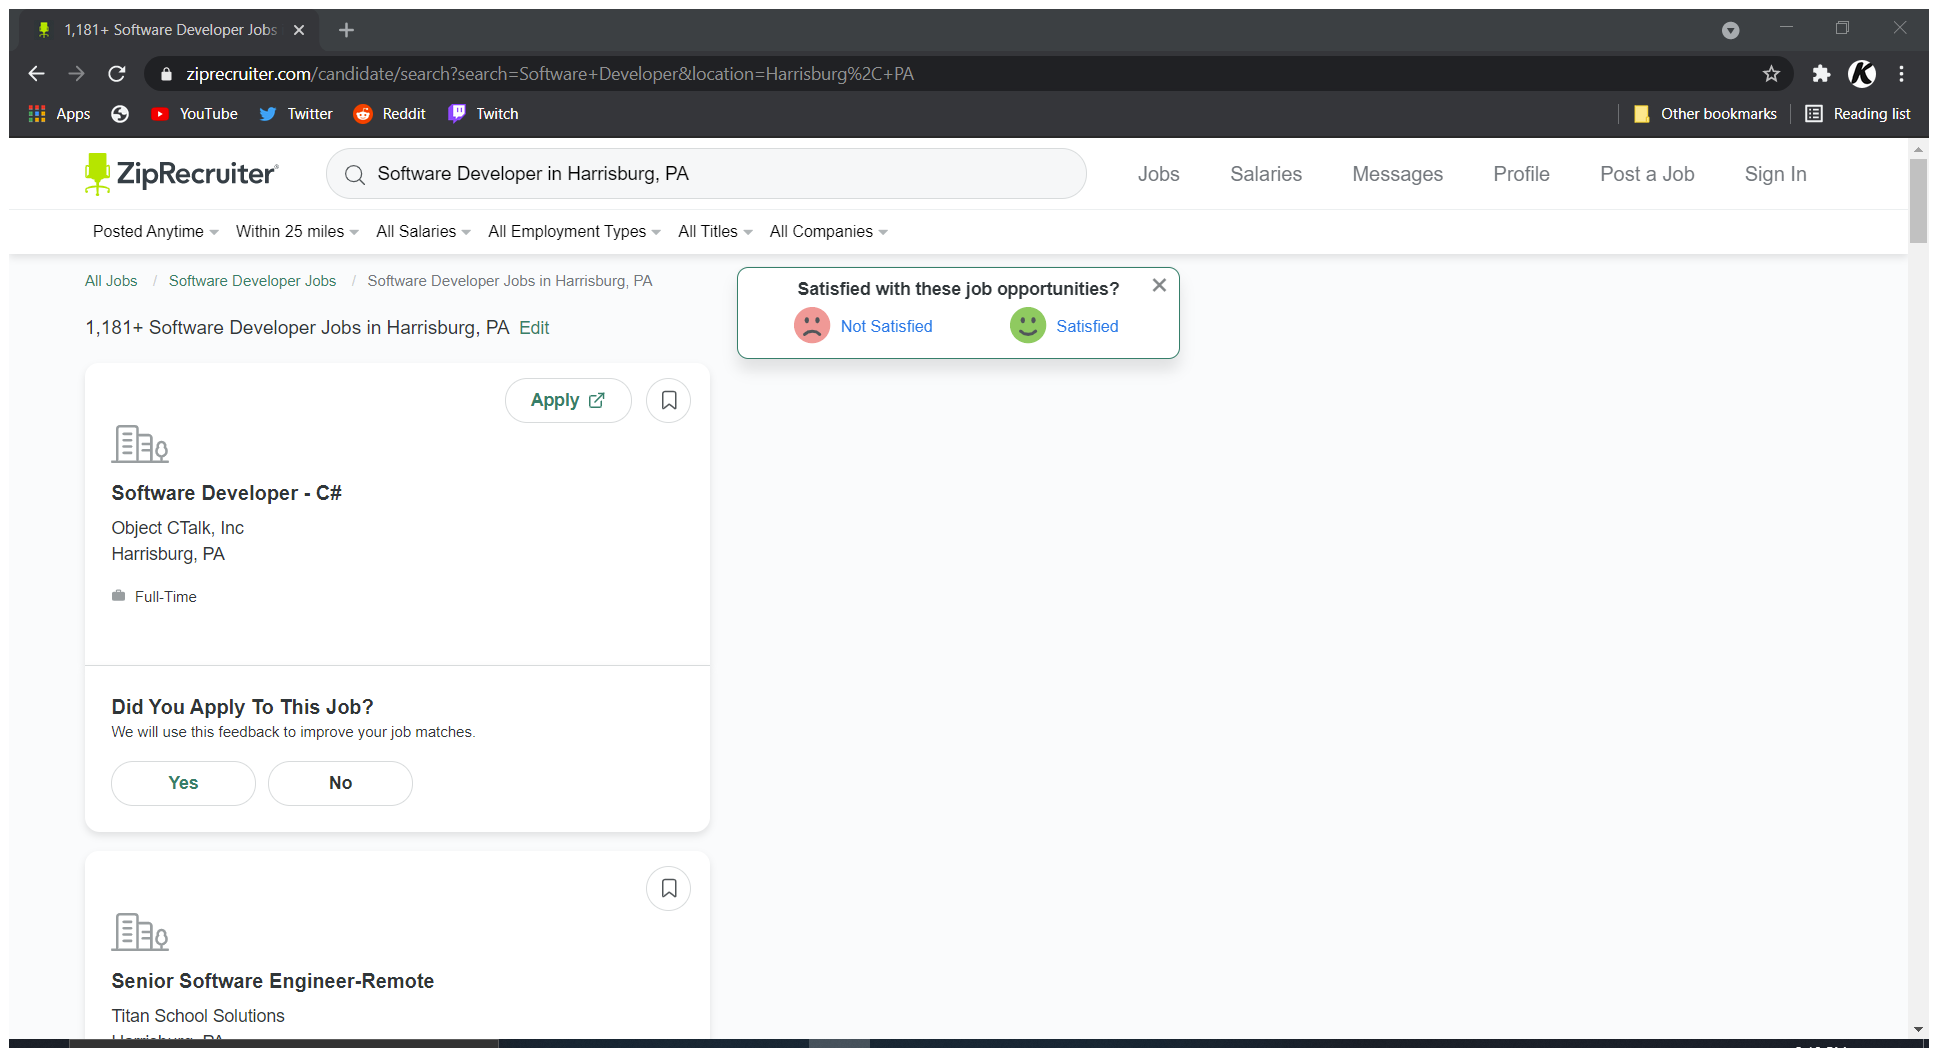 1,181+ Software Developer Jobs
ziprecruiter.com/candidate/search?search=Software+Developer&location=Harrisburg%2C+PA
Apps YouTube Twitter Reddit Twitch Other bookmarks Reading list
ZipRecruiter Software Developer in Harrisburg, PA Jobs Salaries Messages Profile Post a Job Sign In
Posted Anytime Within 25 miles All Salaries All Employment Types All Titles All Companies
All Jobs / Software Developer Jobs / Software Developer Jobs in Harrisburg, PA
Satisfied with these job opportunities?
Not Satisfied Satisfied
1,181+ Software Developer Jobs in Harrisburg, PA Edit
Apply
Software Developer - C#
Object CTalk, Inc
Harrisburg, PA
Full-Time
Did You Apply To This Job?
We will use this feedback to improve your job matches.
Yes No
Senior Software Engineer-Remote
Titan School Solutions
Harrisburg, PA